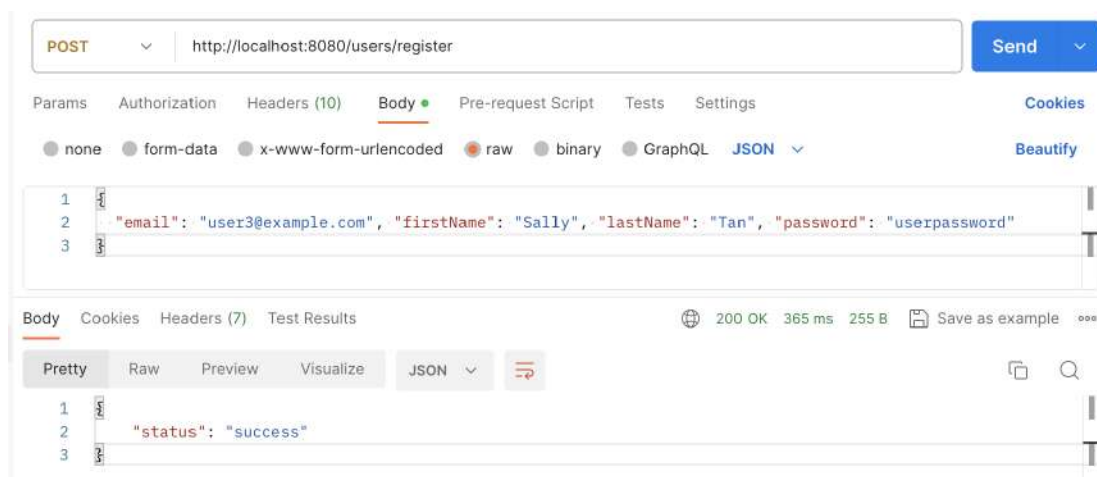 POST http://localhost:8080/users/register Send
Params Authorization Headers (10) Body Pre-request Script Tests Settings Cookies
none form-data x-www-form-urlencoded raw binary GraphQL JSON Beautify
1 {
2 "email": "user3@example.com", "firstName": "Sally", "lastName": "Tan", "password": "userpassword"
3 }
Body Cookies Headers (7) Test Results 200 OK 365 ms 255 B Save as example
Pretty Raw Preview Visualize JSON
1 {
2 "status": "success"
3 }